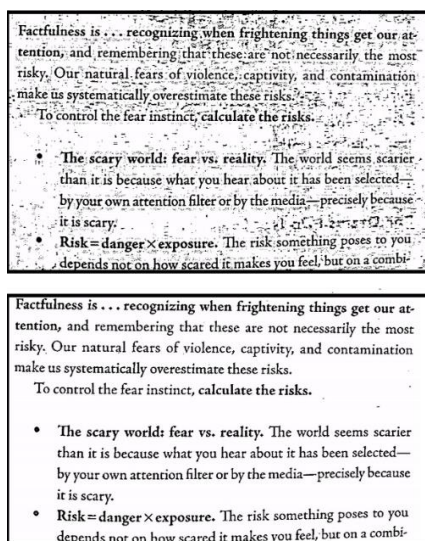 Factfulness is . . . recognizing when frightening things get our at-
tention, and remembering that these are not necessarily the most
risky. Our natural fears of violence, captivity, and contamination
make us systematically overestimate these risks.
To control the fear instinct, calculate the risks.
• The scary world: fear vs. reality. The world seems scarier
than it is because what you hear about it has been selected—
by your own attention filter or by the media—precisely because
it is scary.
• Risk = danger × exposure. The risk something poses to you
depends not on how scared it makes you feel, but on a combi-
Factfulness is . . . recognizing when frightening things get our at-
tention, and remembering that these are not necessarily the most
risky. Our natural fears of violence, captivity, and contamination
make us systematically overestimate these risks.
To control the fear instinct, calculate the risks.
• The scary world: fear vs. reality. The world seems scarier
than it is because what you hear about it has been selected—
by your own attention filter or by the media—precisely because
it is scary.
• Risk = danger × exposure. The risk something poses to you
depends not on how scared it makes you feel, but on a combi-